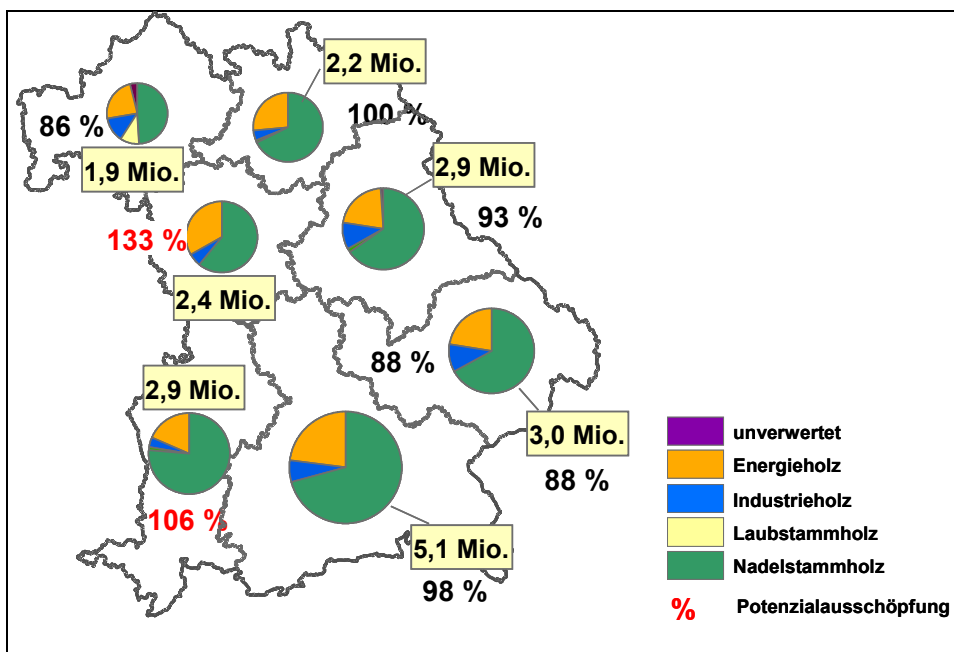 2,2 Mio.
100 %
86 %
1,9 Mio.
2,9 Mio.
93 %
133 %
2,4 Mio.
88 %
2,9 Mio.
3,0 Mio.
88 %
106 %
5,1 Mio.
98 %
unverwertet
Energieholz
Industrieholz
Laubstammholz
Nadelstammholz
% Potenzialausschöpfung